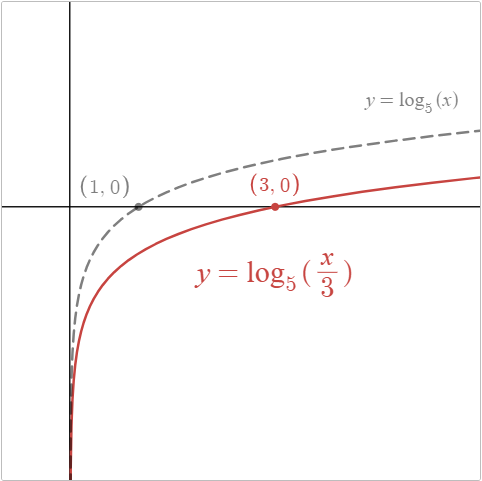 y = log₅(x)
(1, 0)
(3, 0)
y = log₅(x/3)